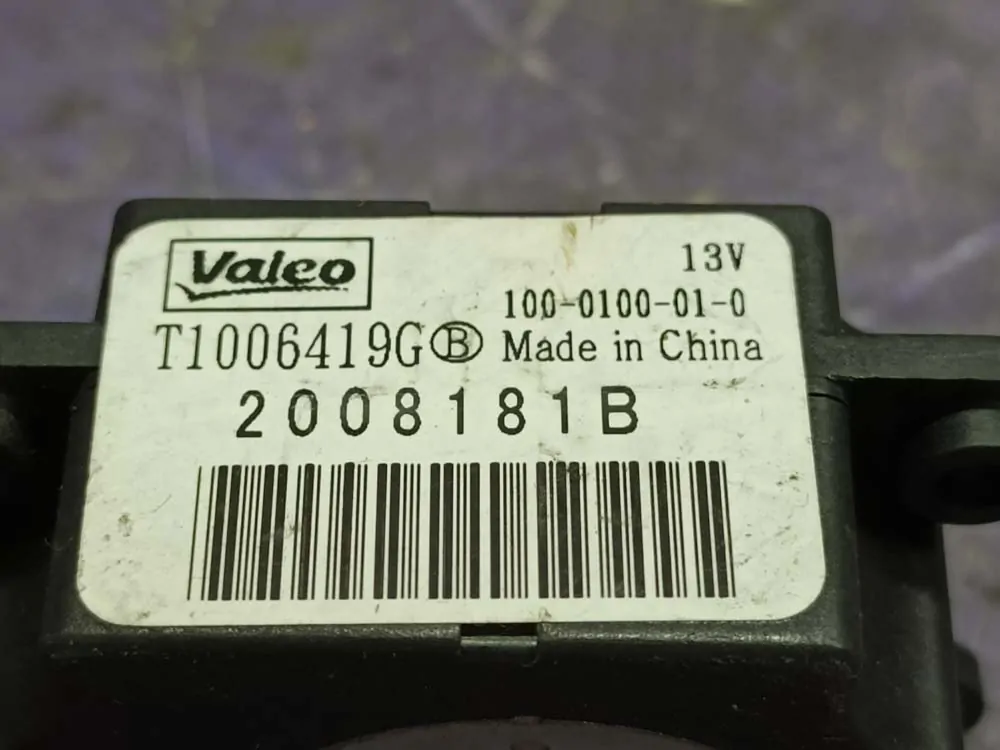 Valeo
13V
100-0100-01-0
T1006419G Ⓑ Made in China
2008181B